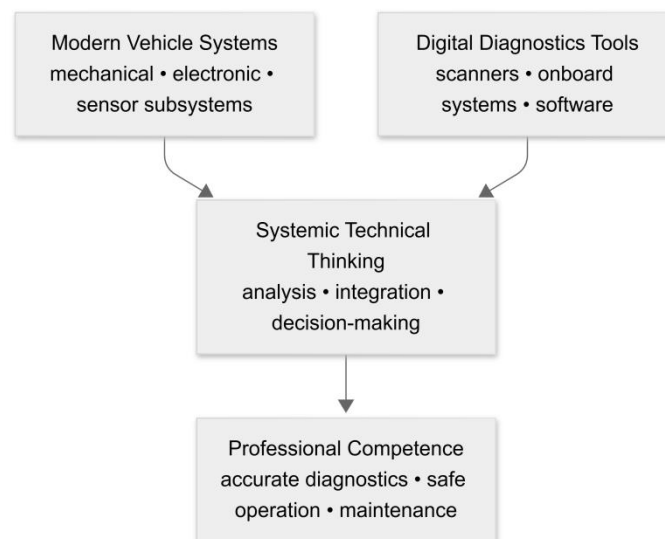 Modern Vehicle Systems
mechanical • electronic •
sensor subsystems
Digital Diagnostics Tools
scanners • onboard
systems • software
Systemic Technical
Thinking
analysis • integration •
decision-making
Professional Competence
accurate diagnostics • safe
operation • maintenance